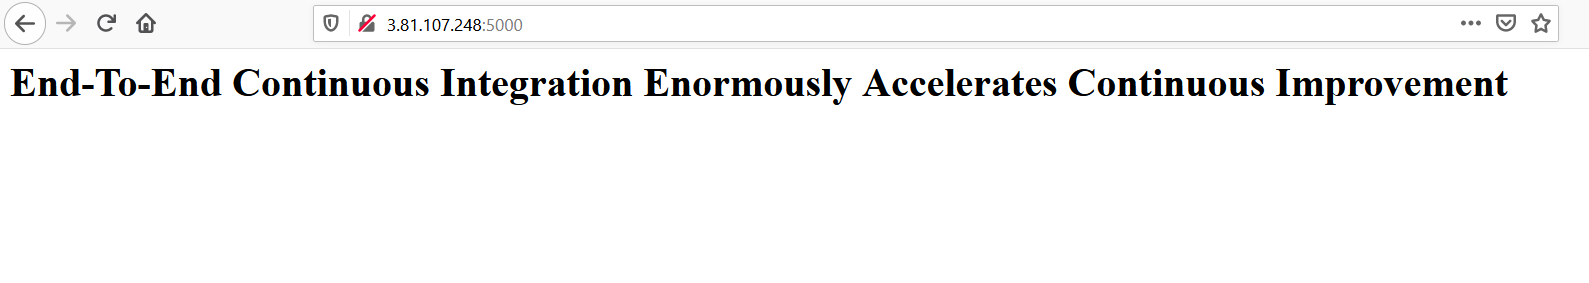 3.81.107.248:5000
End-To-End Continuous Integration Enormously Accelerates Continuous Improvement